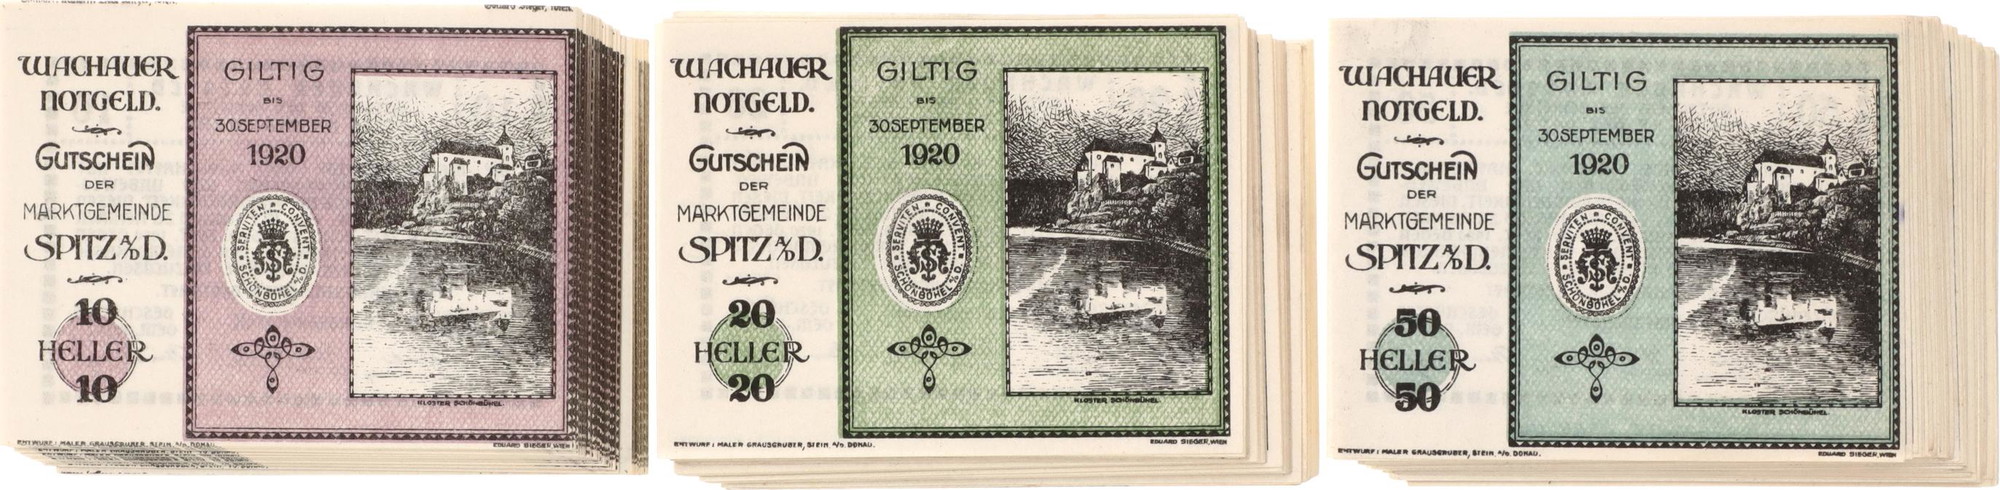 WACHAUER
NOTGELD.
GUTSCHEIN
DER
MARKTGEMEINDE
SPITZ A/D.
10
HELLER
10
GILTIG
BIS
30.SEPTEMBER
1920
SERVITEN CONVENT
SCHÖNBÜHEL a/D.
KLOSTER SCHÖNBÜHEL.
ENTWURF: MALER GRAUSGRUBER, STEIN a/D. DONAU.
EDUARD SIEGER, WIEN
WACHAUER
NOTGELD.
GUTSCHEIN
DER
MARKTGEMEINDE
SPITZ A/D.
20
HELLER
20
GILTIG
BIS
30.SEPTEMBER
1920
SERVITEN CONVENT
SCHÖNBÜHEL a/D.
KLOSTER SCHÖNBÜHEL.
ENTWURF: MALER GRAUSGRUBER, STEIN a/D. DONAU.
EDUARD SIEGER, WIEN
WACHAUER
NOTGELD.
GUTSCHEIN
DER
MARKTGEMEINDE
SPITZ A/D.
50
HELLER
50
GILTIG
BIS
30.SEPTEMBER
1920
SERVITEN CONVENT
SCHÖNBÜHEL a/D.
KLOSTER SCHÖNBÜHEL.
ENTWURF: MALER GRAUSGRUBER, STEIN a/D. DONAU.
EDUARD SIEGER, WIEN